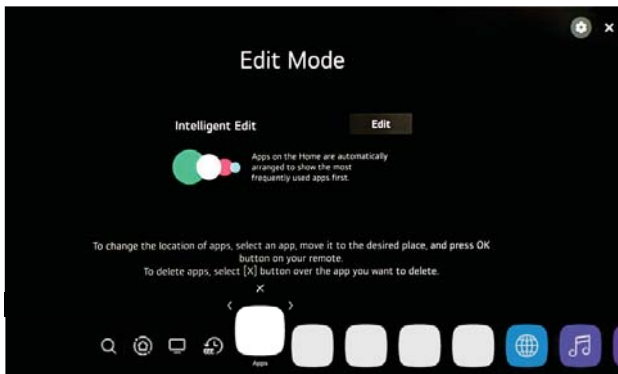 Edit Mode
Intelligent Edit
Edit
Apps on the Home are automatically
arranged to show the most
frequently used apps first.
To change the location of apps, select an app, move it to the desired place, and press OK
button on your remote.
To delete apps, select [X] button over the app you want to delete.
Apps